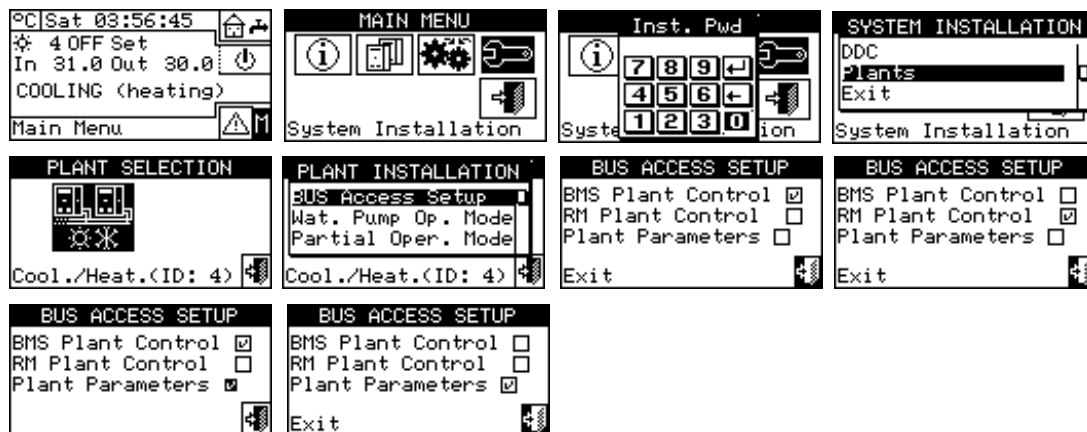 ºC|Sat 03:56:45
4 OFF Set
In 31.0 Out 30.0
COOLING (heating)
Main Menu
M
MAIN MENU
System Installation
Inst. Pwd
7 8 9
4 5 6
1 2 3 0
Syste ion
SYSTEM INSTALLATION
DDC
Plants
Exit
System Installation
PLANT SELECTION
Cool./Heat.(ID: 4)
PLANT INSTALLATION
BUS Access Setup
Wat. Pump Op. Mode
Partial Oper. Mode
Cool./Heat.(ID: 4)
BUS ACCESS SETUP
BMS Plant Control
RM Plant Control
Plant Parameters
Exit
BUS ACCESS SETUP
BMS Plant Control
RM Plant Control
Plant Parameters
Exit
BUS ACCESS SETUP
BMS Plant Control
RM Plant Control
Plant Parameters
BUS ACCESS SETUP
BMS Plant Control
RM Plant Control
Plant Parameters
Exit